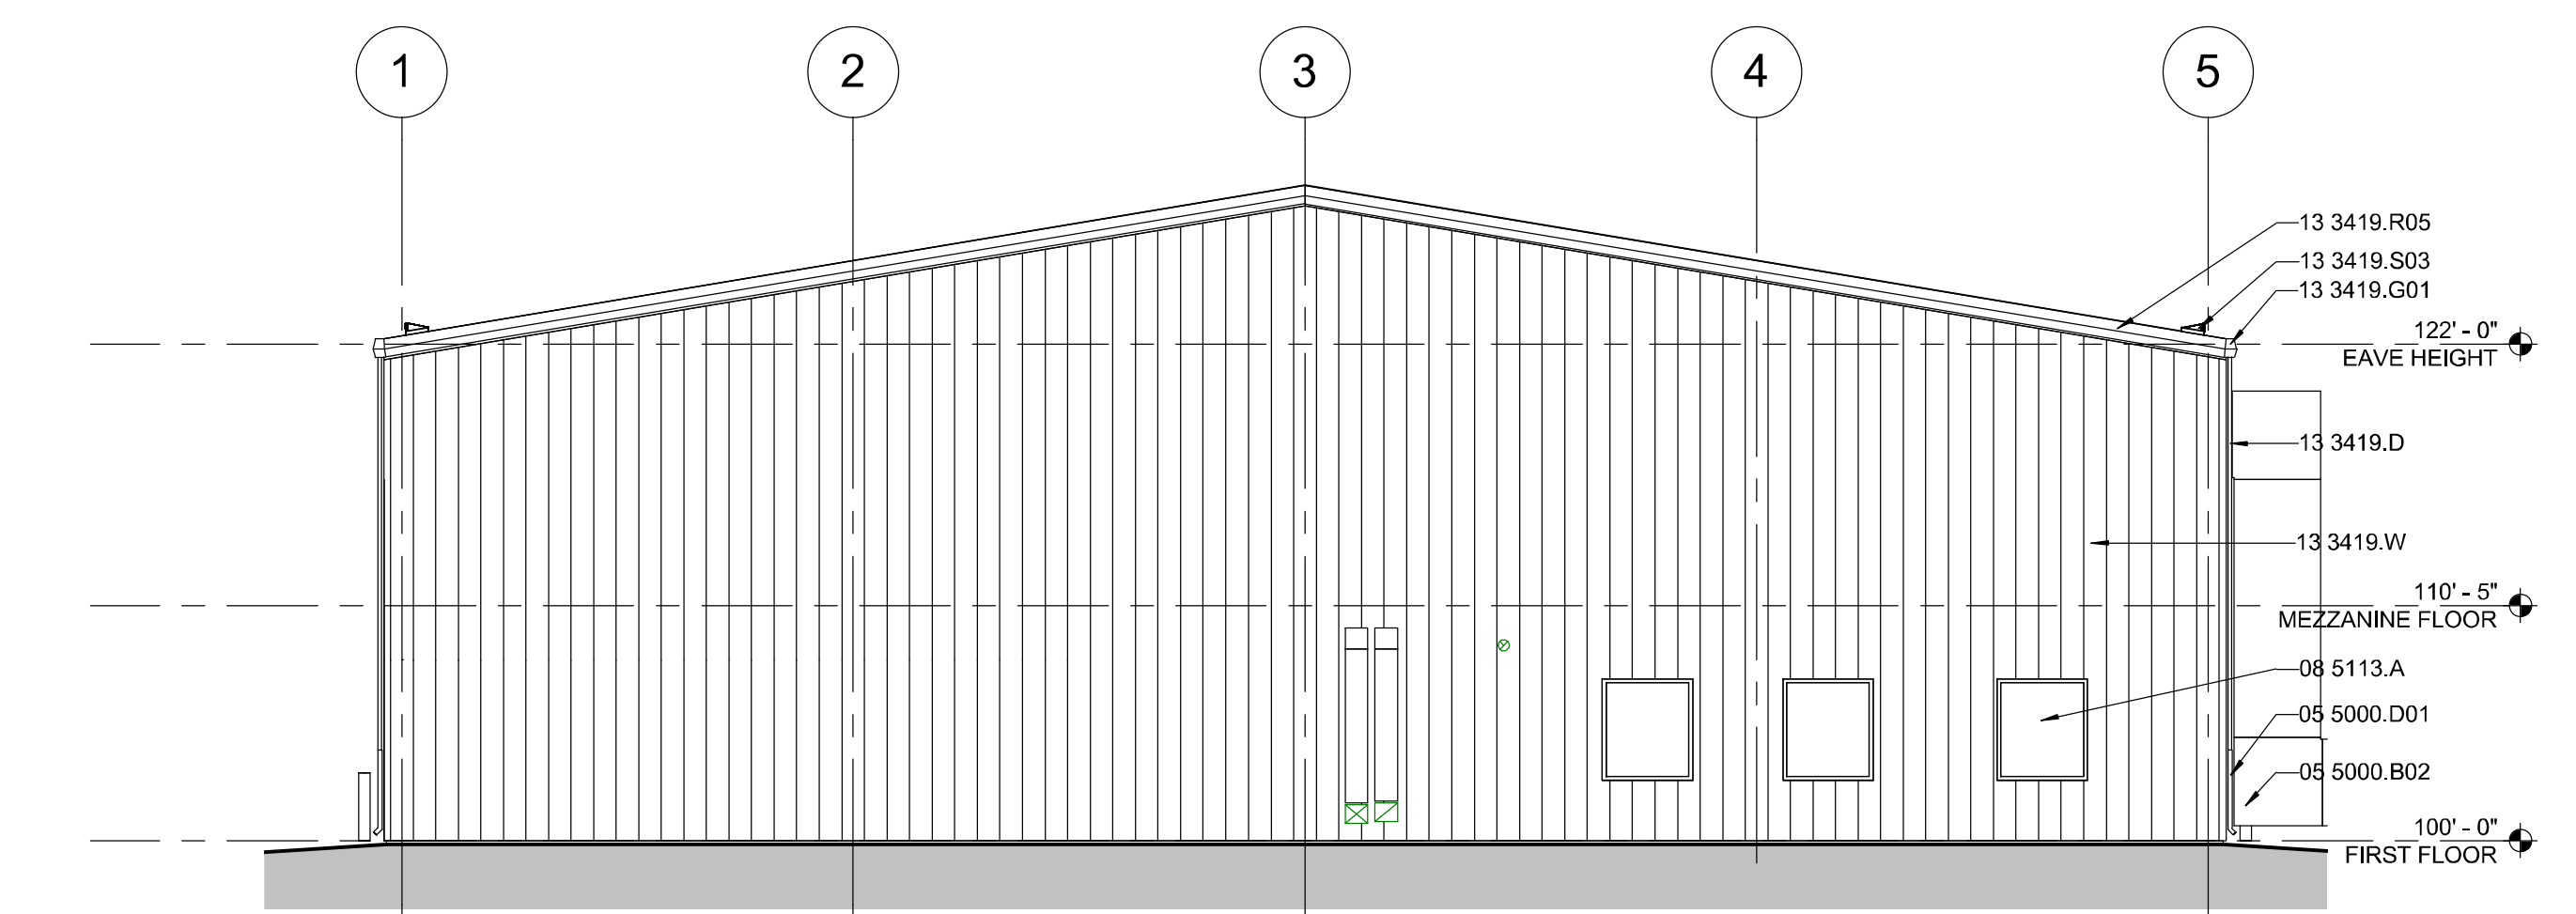 1 2 3 4 5
13 3419.R05
13 3419.S03
13 3419.G01
122' - 0"
EAVE HEIGHT
13 3419.D
13 3419.W
110' - 5"
MEZZANINE FLOOR
08 5113.A
05 5000.D01
05 5000.B02
100' - 0"
FIRST FLOOR